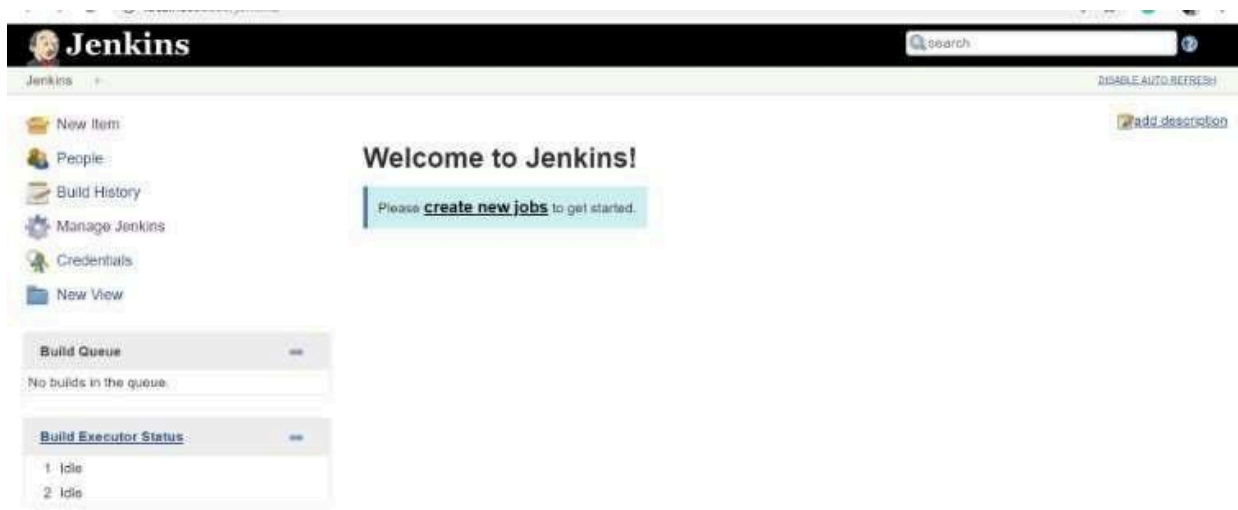 Jenkins
search
Jenkins
DISABLE AUTO REFRESH
New Item
add description
People
Welcome to Jenkins!
Build History
Please create new jobs to get started.
Manage Jenkins
Credentials
New View
Build Queue
No builds in the queue.
Build Executor Status
1 Idle
2 Idle